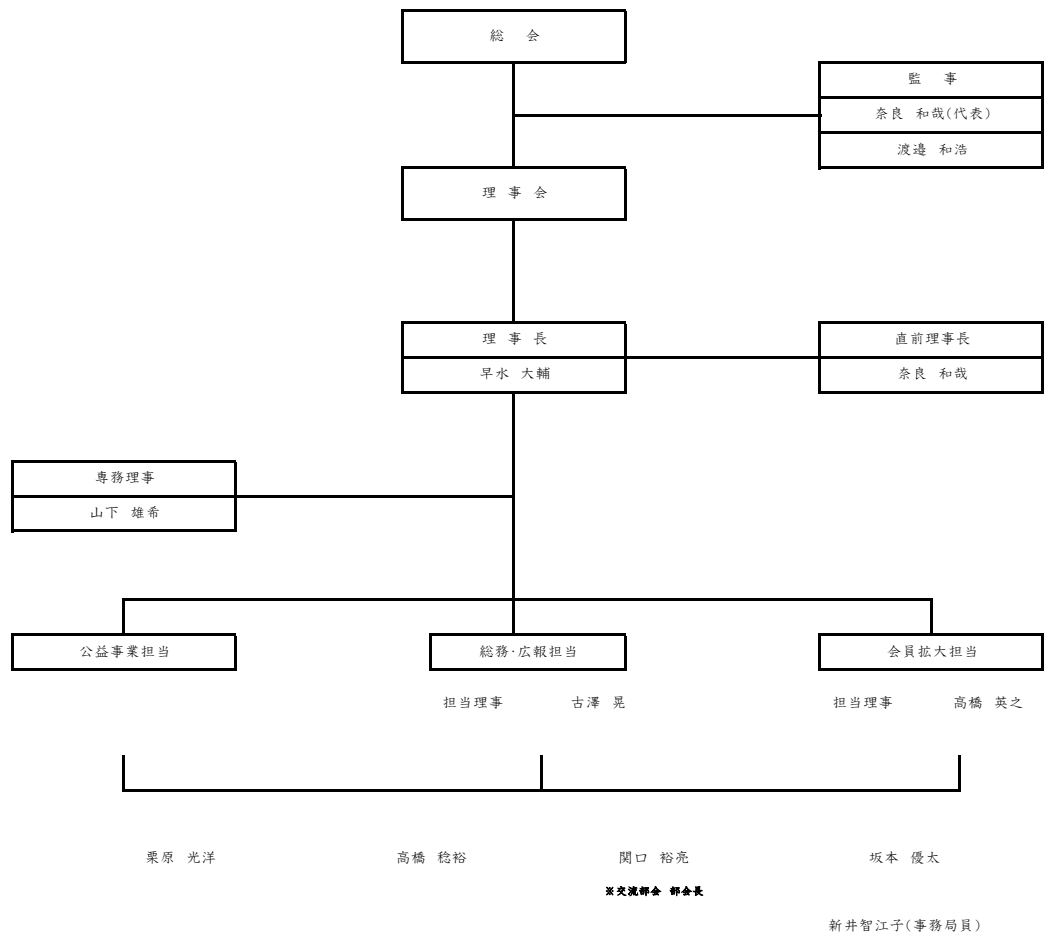 総　会
監　事
奈良 和哉(代表)
渡邉 和浩
理 事 会
理 事 長
早水 大輔
直前理事長
奈良 和哉
専務理事
山下 雄希
公益事業担当
総務・広報担当
会員拡大担当
担当理事 古澤 晃
担当理事 高橋 英之
栗原 光洋
高橋 稔裕
関口 裕亮
坂本 優太
※交流部会 部会長
新井智江子(事務局員)